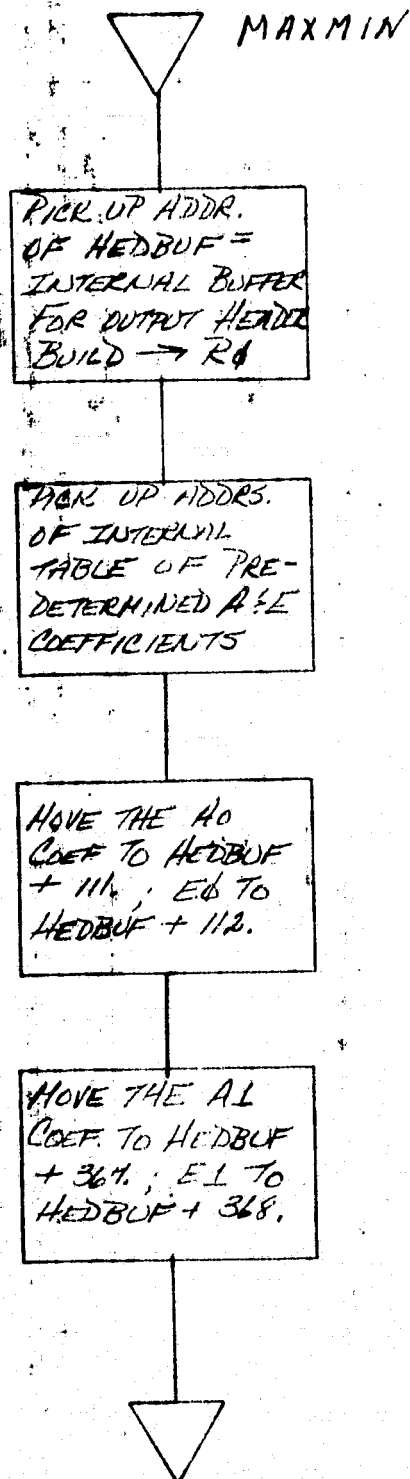 MAXMIN
PICK UP ADDR.
OF HEDBUF =
INTERNAL BUFFER
FOR OUTPUT HEADER
BUILD → RØ
PICK UP ADDRS.
OF INTERNAL
TABLE OF PRE-
DETERMINED A & E
COEFFICIENTS
MOVE THE A0
COEF TO HEDBUF
+ 111. ; EØ TO
HEDBUF + 112.
MOVE THE A1
COEF. TO HEDBUF
+ 367. ; E1 TO
HEDBUF + 368.